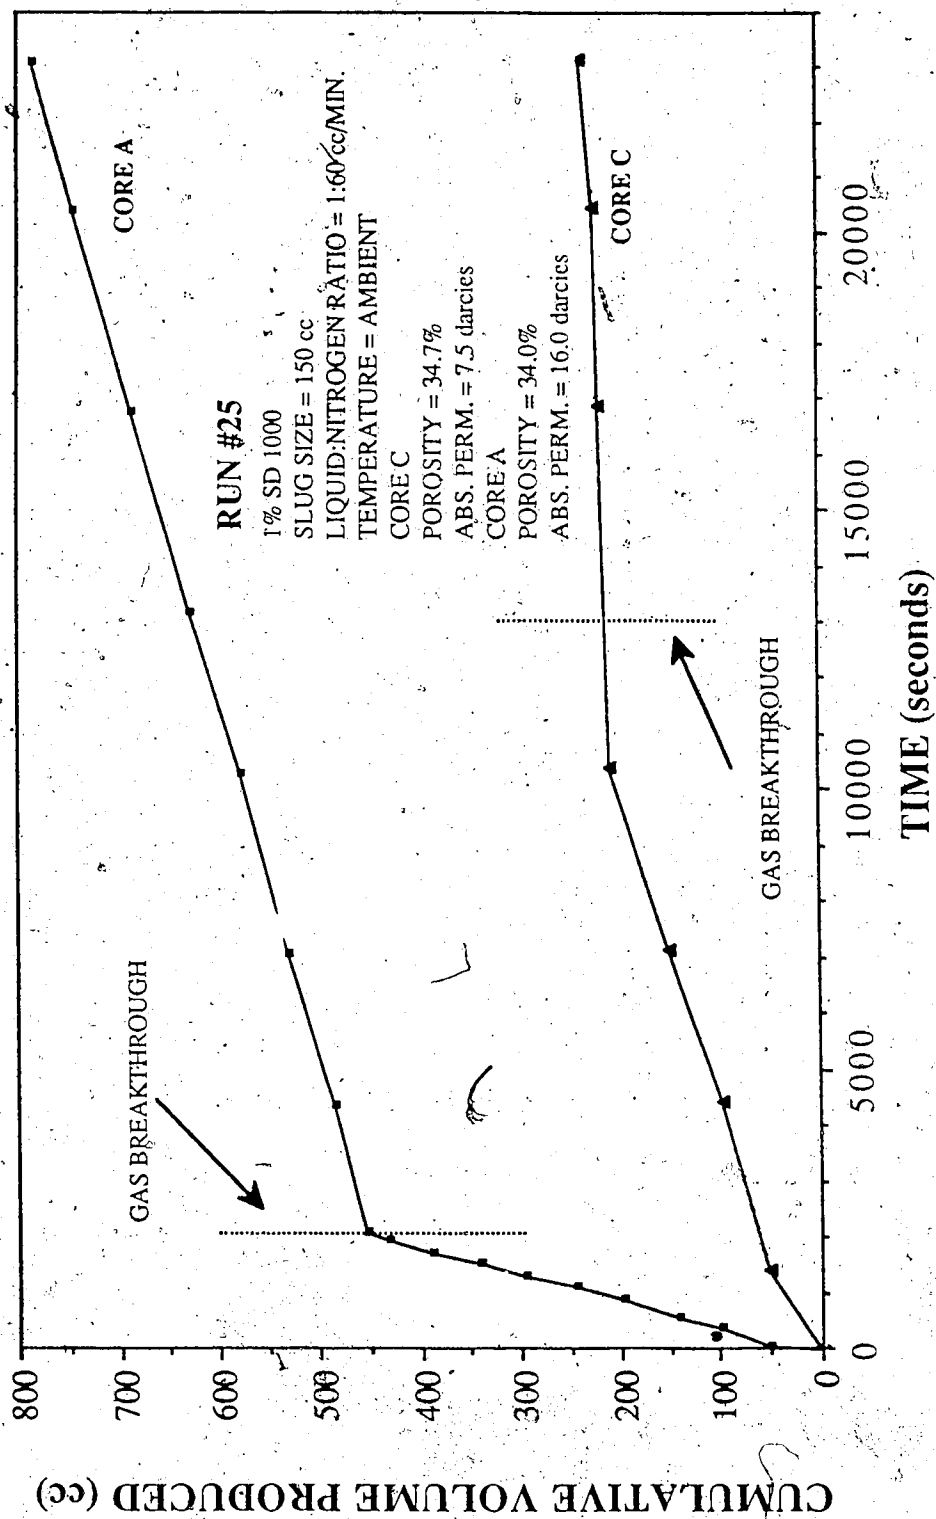 CUMULATIVE VOLUME PRODUCED (cc)
800
700
600
500
400
300
200
100
0
GAS BREAKTHROUGH
CORE A
RUN #25
1% SD 1000
SLUG SIZE = 150 cc
LIQUID:NITROGEN RATIO = 1:60 cc/MIN.
TEMPERATURE = AMBIENT
CORE C
POROSITY = 34.7%
ABS. PERM. = 7.5 darcies
CORE A
POROSITY = 34.0%
ABS. PERM. = 16.0 darcies
CORE C
GAS BREAKTHROUGH
0
5000
10000
15000
20000
TIME (seconds)